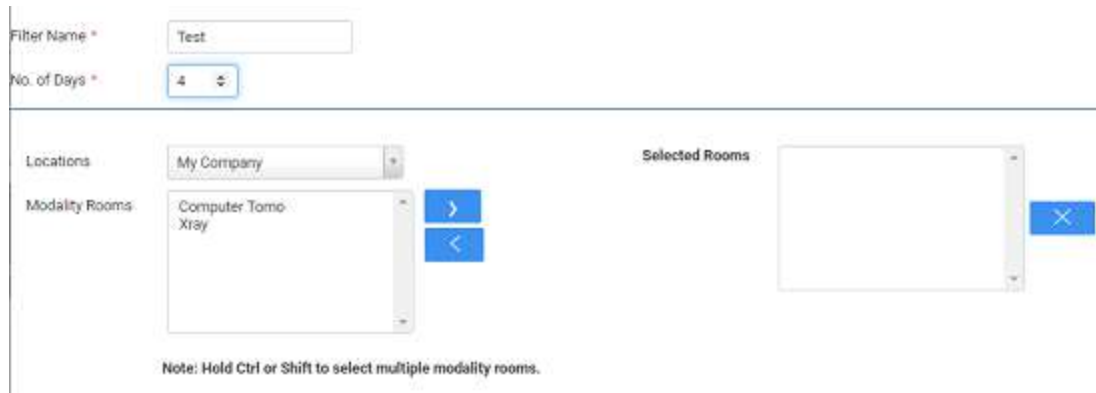 Filter Name *
Test
No. of Days *
4
Locations
My Company
Selected Rooms
Modality Rooms
Computer Tomo
Xray
Note: Hold Ctrl or Shift to select multiple modality rooms.